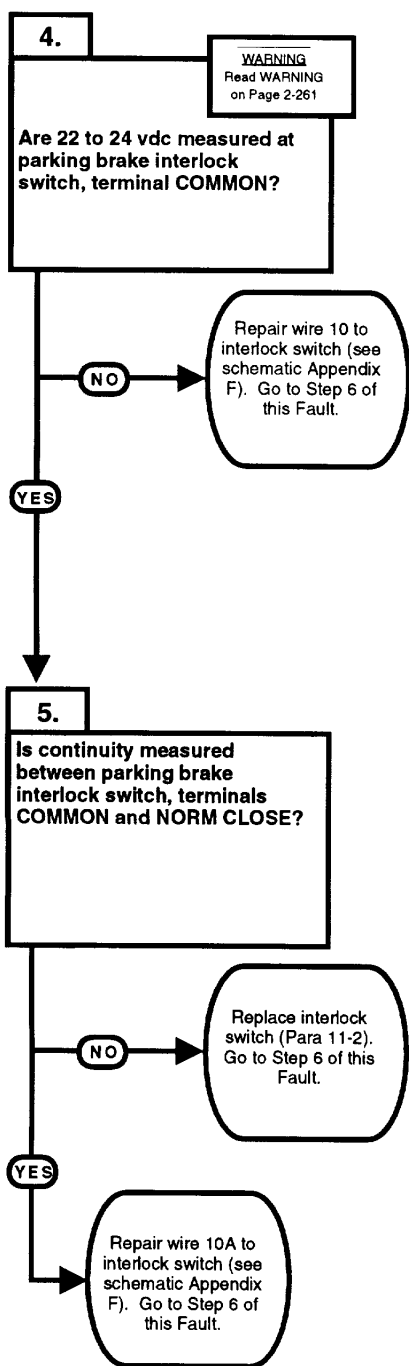 4.
WARNING
Read WARNING
on Page 2-261
Are 22 to 24 vdc measured at
parking brake interlock
switch, terminal COMMON?
Repair wire 10 to
interlock switch (see
schematic Appendix
F). Go to Step 6 of
this Fault.
NO
YES
5.
Is continuity measured
between parking brake
interlock switch, terminals
COMMON and NORM CLOSE?
Replace interlock
switch (Para 11-2).
Go to Step 6 of this
Fault.
NO
YES
Repair wire 10A to
interlock switch (see
schematic Appendix
F). Go to Step 6 of
this Fault.